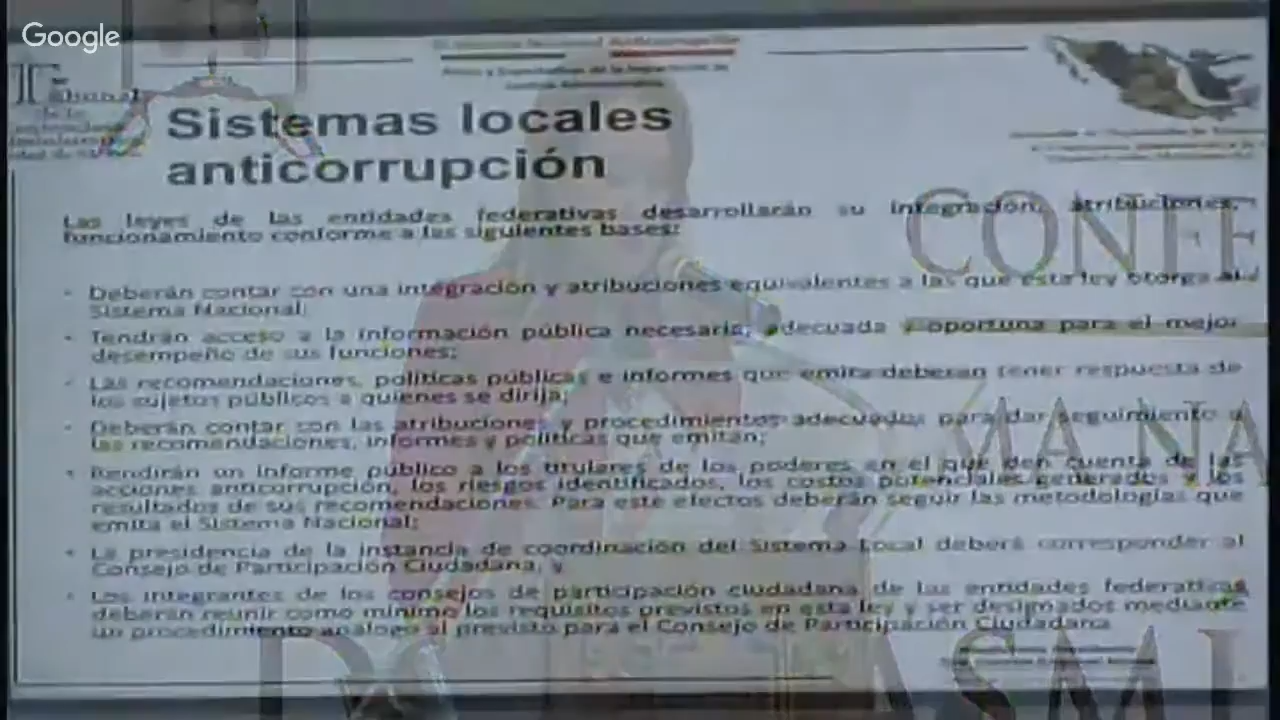 Google
Sistemas locales
anticorrupción
Las leyes de las entidades federativas desarrollarán su integración, atribuciones,
funcionamiento conforme a las siguientes bases:
Deberán contar con una integración y atribuciones equivalentes a las que esta ley otorga al
Sistema Nacional;
Tendrán acceso a la información pública necesaria, adecuada y oportuna para el mejor
desempeño de sus funciones;
Las recomendaciones, políticas públicas e informes que emita deberán tener respuesta de
los sujetos públicos a quienes se dirija;
Deberán contar con las atribuciones y procedimientos adecuados para dar seguimiento a
las recomendaciones, informes y políticas que emitan;
Rendirán un informe público a los titulares de los poderes en el que den cuenta de las
acciones anticorrupción, los riesgos identificados, los costos potenciales generados y los
resultados de sus recomendaciones. Para este efectos deberán seguir las metodologías que
emita el Sistema Nacional;
La presidencia de la instancia de coordinación del Sistema Local deberá corresponder al
Consejo de Participación Ciudadana, y
Los integrantes de los consejos de participación ciudadana de las entidades federativas
deberán reunir como mínimo los requisitos previstos en esta ley y ser designados mediante
un procedimiento análogo al previsto para el Consejo de Participación Ciudadana
CONFE
MA NA
ASMI